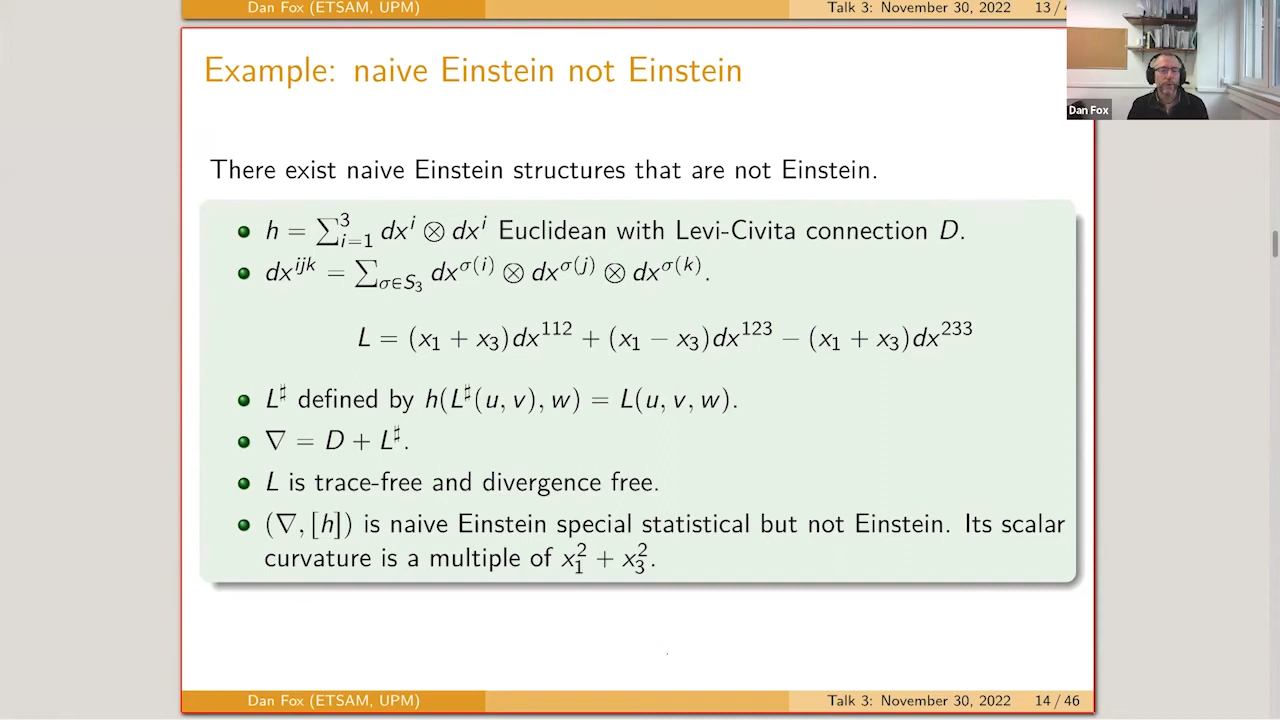 Dan Fox (ETSAM, UPM) Talk 3: November 30, 2022 13 /
Example: naive Einstein not Einstein
Dan Fox
There exist naive Einstein structures that are not Einstein.
• h = ∑³ᵢ₌₁ dxⁱ ⊗ dxⁱ Euclidean with Levi-Civita connection D.
• dxⁱʲᵏ = ∑_{σ∈S₃} dx^{σ(i)} ⊗ dx^{σ(j)} ⊗ dx^{σ(k)}.
L = (x₁ + x₃)dx¹¹² + (x₁ − x₃)dx¹²³ − (x₁ + x₃)dx²³³
• L♯ defined by h(L♯(u, v), w) = L(u, v, w).
• ∇ = D + L♯.
• L is trace-free and divergence free.
• (∇, [h]) is naive Einstein special statistical but not Einstein. Its scalar
curvature is a multiple of x₁² + x₃².
Dan Fox (ETSAM, UPM) Talk 3: November 30, 2022 14 / 46